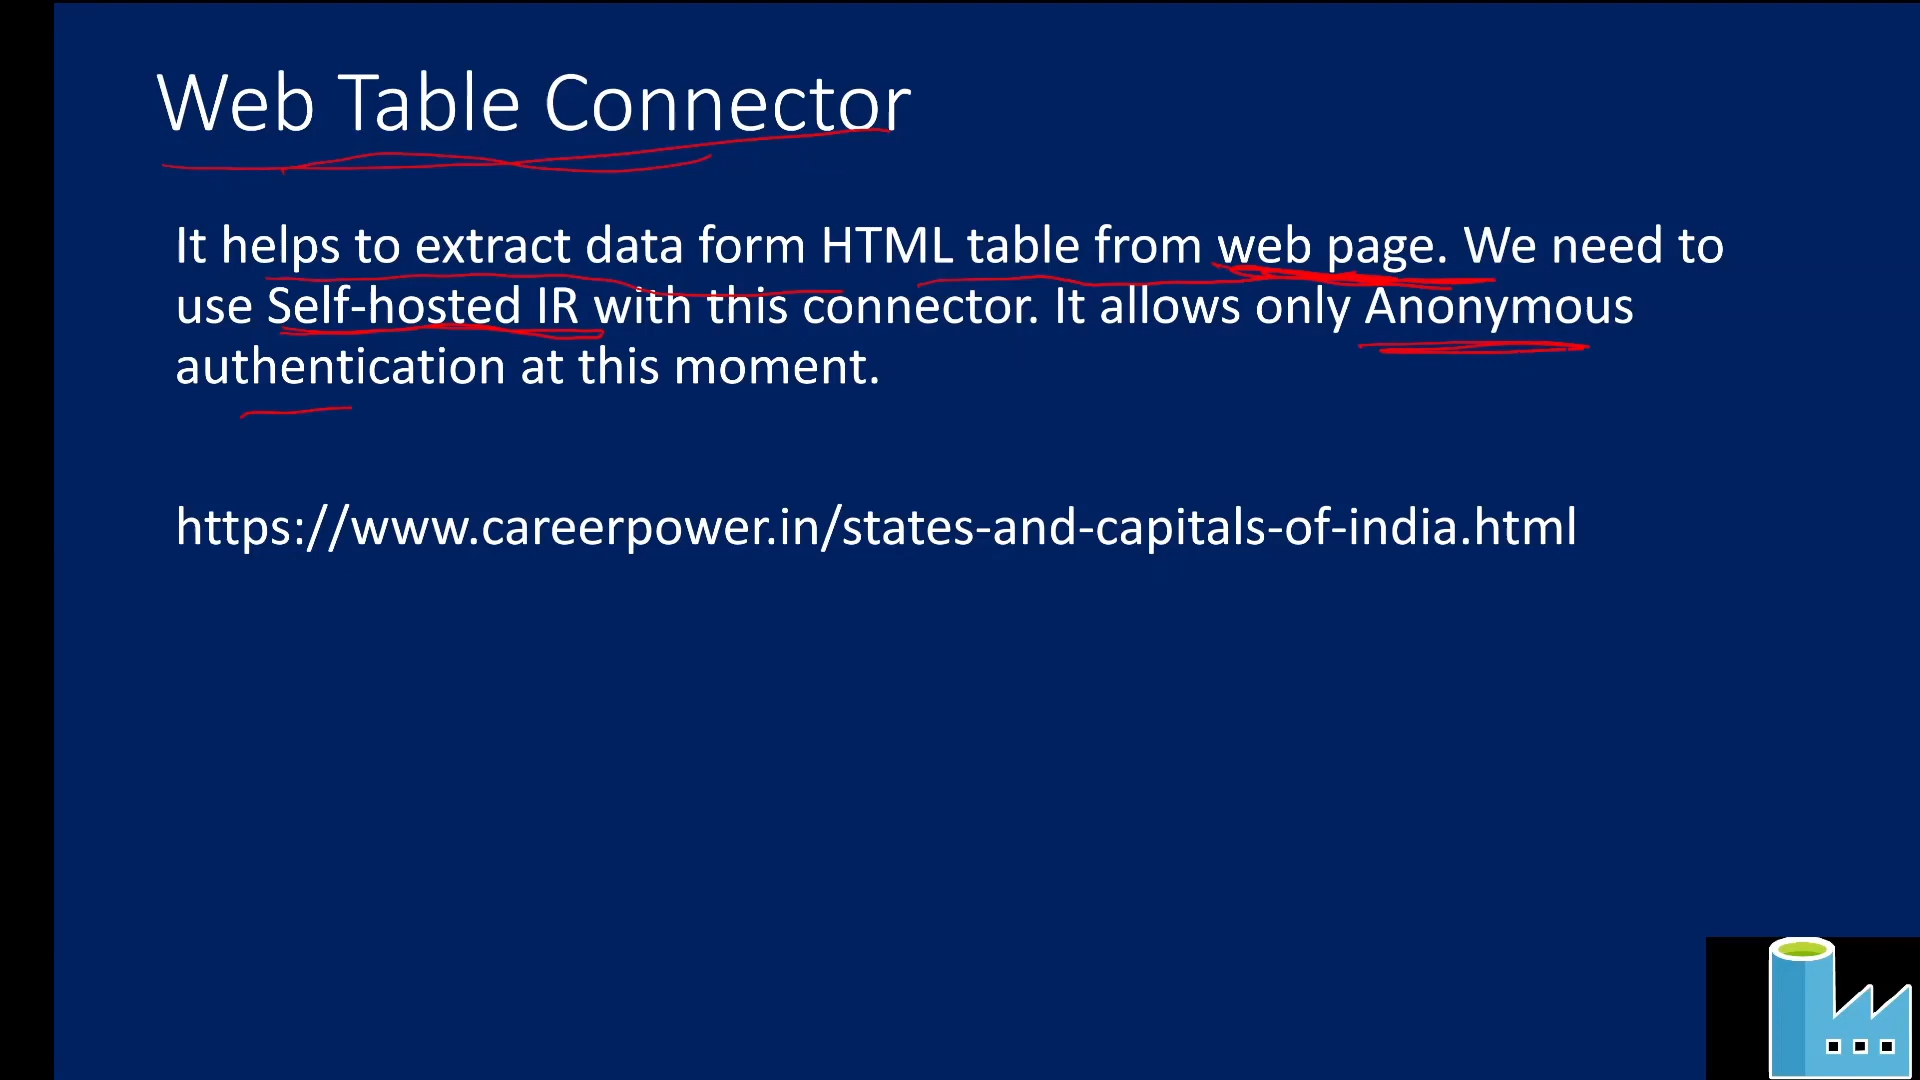 Web Table Connector
It helps to extract data form HTML table from web page. We need to
use Self-hosted IR with this connector. It allows only Anonymous
authentication at this moment.
https://www.careerpower.in/states-and-capitals-of-india.html